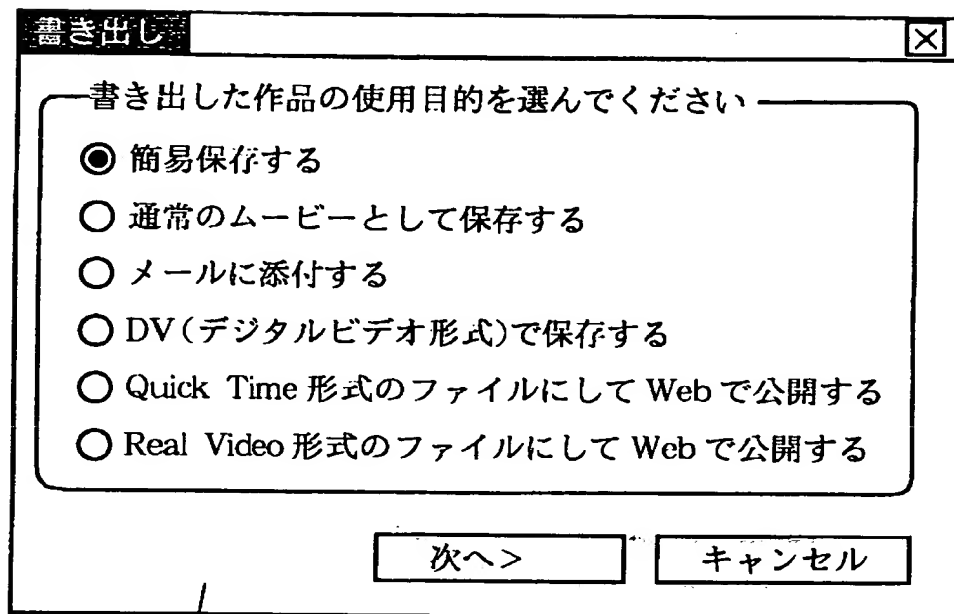 書き出し
書き出した作品の使用目的を選んでください
簡易保存する
通常のムービーとして保存する
メールに添付する
DV(デジタルビデオ形式)で保存する
Quick Time 形式のファイルにして Web で公開する
Real Video 形式のファイルにして Web で公開する
次へ> キャンセル